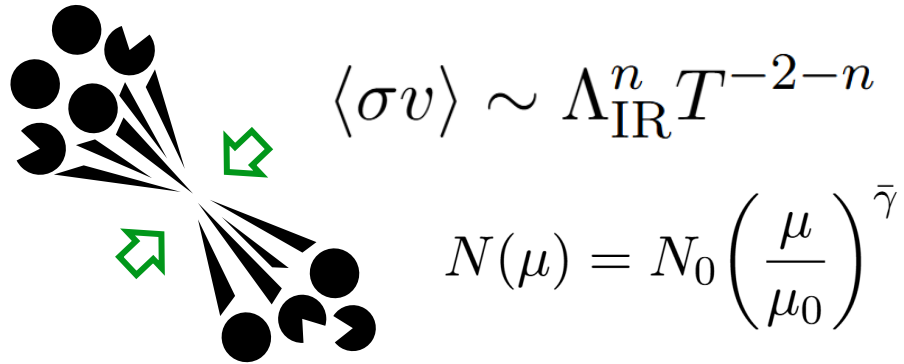 ⟨σv⟩ ∼ Λ_IR^n T^{−2−n}
N(μ) = N_0 (μ/μ_0)^{γ̄}